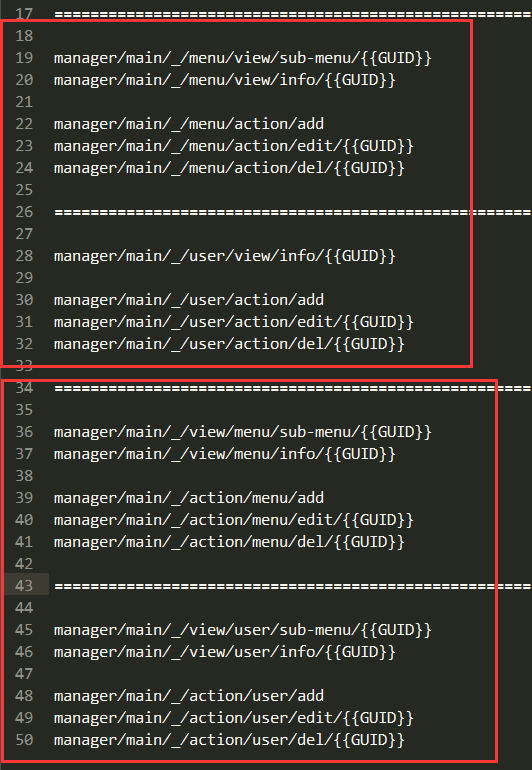 17 =====================================================
18
19 manager/main/_/menu/view/sub-menu/{{GUID}}
20 manager/main/_/menu/view/info/{{GUID}}
21
22 manager/main/_/menu/action/add
23 manager/main/_/menu/action/edit/{{GUID}}
24 manager/main/_/menu/action/del/{{GUID}}
25
26 =====================================================
27
28 manager/main/_/user/view/info/{{GUID}}
29
30 manager/main/_/user/action/add
31 manager/main/_/user/action/edit/{{GUID}}
32 manager/main/_/user/action/del/{{GUID}}
33
34 =====================================================
35
36 manager/main/_/view/menu/sub-menu/{{GUID}}
37 manager/main/_/view/menu/info/{{GUID}}
38
39 manager/main/_/action/menu/add
40 manager/main/_/action/menu/edit/{{GUID}}
41 manager/main/_/action/menu/del/{{GUID}}
42
43 =====================================================
44
45 manager/main/_/view/user/sub-menu/{{GUID}}
46 manager/main/_/view/user/info/{{GUID}}
47
48 manager/main/_/action/user/add
49 manager/main/_/action/user/edit/{{GUID}}
50 manager/main/_/action/user/del/{{GUID}}